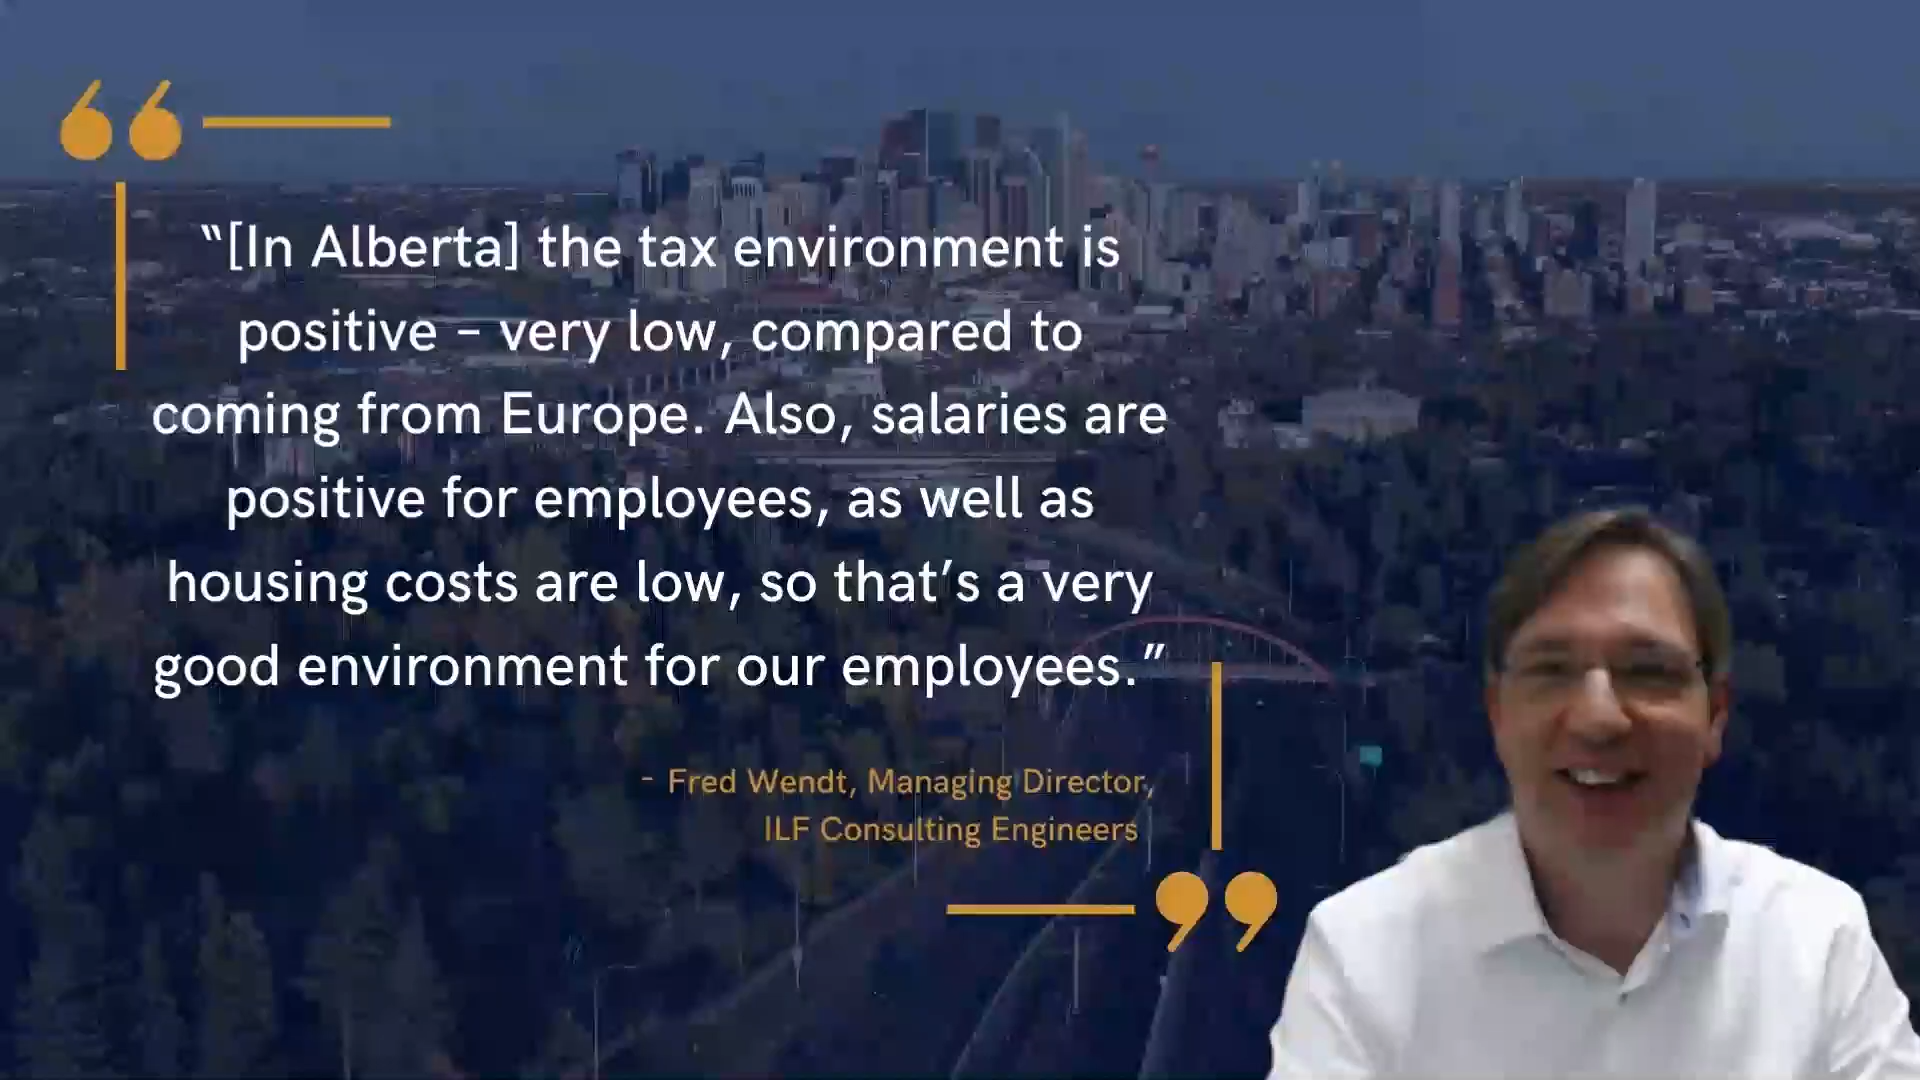 “[In Alberta] the tax environment is
positive – very low, compared to
coming from Europe. Also, salaries are
positive for employees, as well as
housing costs are low, so that’s a very
good environment for our employees.”
- Fred Wendt, Managing Director,
ILF Consulting Engineers